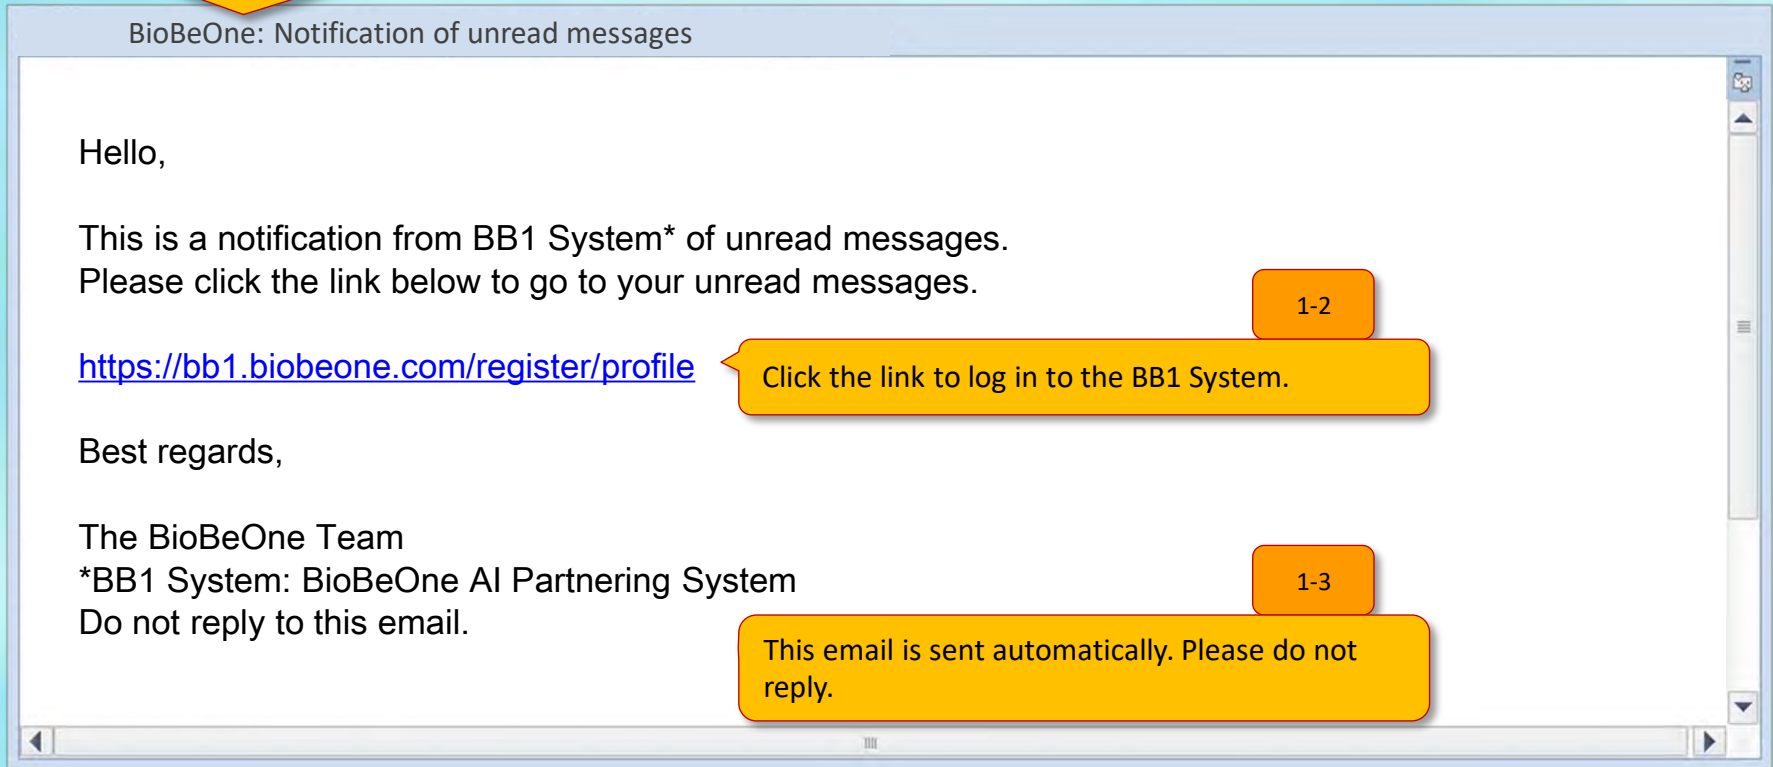 BioBeOne: Notification of unread messages
Hello,
This is a notification from BB1 System* of unread messages.
Please click the link below to go to your unread messages.
1-2
https://bb1.biobeone.com/register/profile
Click the link to log in to the BB1 System.
Best regards,
The BioBeOne Team
*BB1 System: BioBeOne AI Partnering System
Do not reply to this email.
1-3
This email is sent automatically. Please do not
reply.